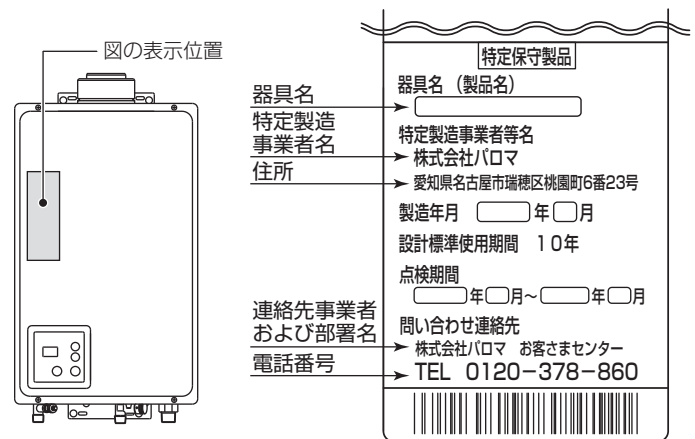 図の表示位置
器具名
特定製造
事業者名
住所
連絡先事業者
および部署名
電話番号
特定保守製品
器具名 （製品名）
特定製造事業者等名
株式会社パロマ
愛知県名古屋市瑞穂区桃園町6番23号
製造年月 年 月
設計標準使用期間 10年
点検期間
年 月~ 年 月
問い合わせ連絡先
株式会社パロマ お客さまセンター
TEL 0120-378-860